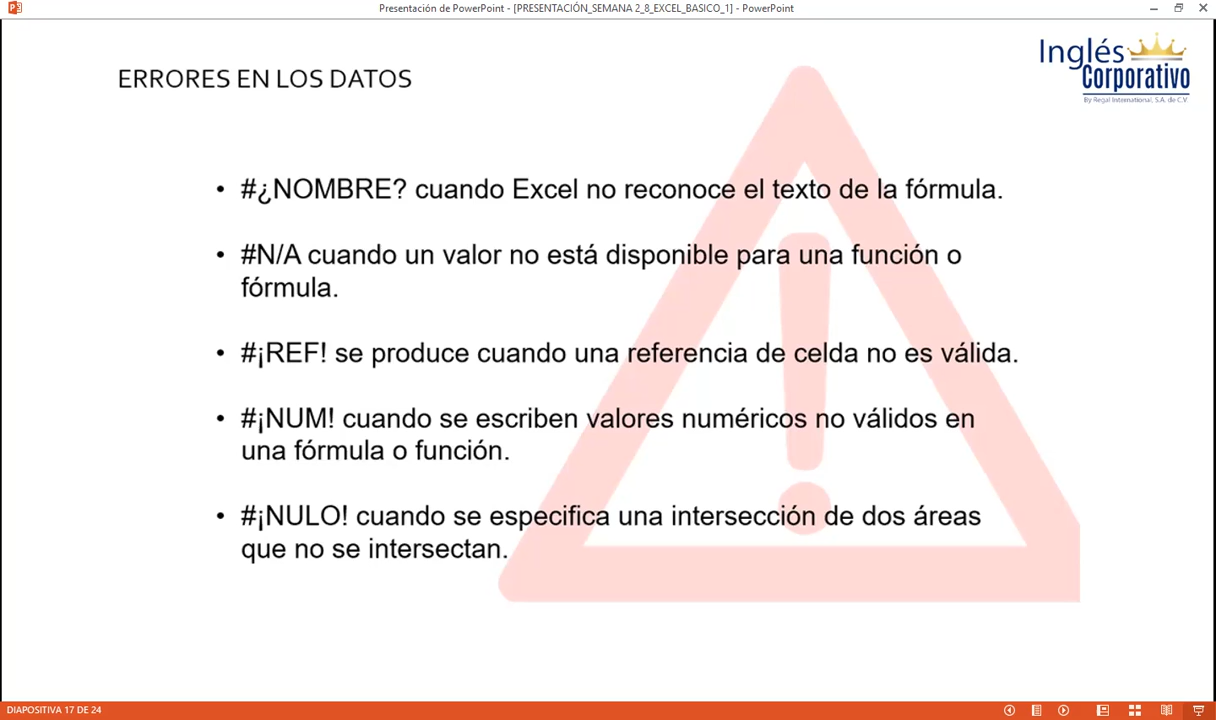 Presentación de PowerPoint - [PRESENTACIÓN_SEMANA 2_8_EXCEL_BASICO_1] - PowerPoint
Inglés
Corporativo
By Regal International, S.A. de C.V.
ERRORES EN LOS DATOS
• #¿NOMBRE? cuando Excel no reconoce el texto de la fórmula.
• #N/A cuando un valor no está disponible para una función o
fórmula.
• #¡REF! se produce cuando una referencia de celda no es válida.
• #¡NUM! cuando se escriben valores numéricos no válidos en
una fórmula o función.
• #¡NULO! cuando se especifica una intersección de dos áreas
que no se intersectan.
DIAPOSITIVA 17 DE 24